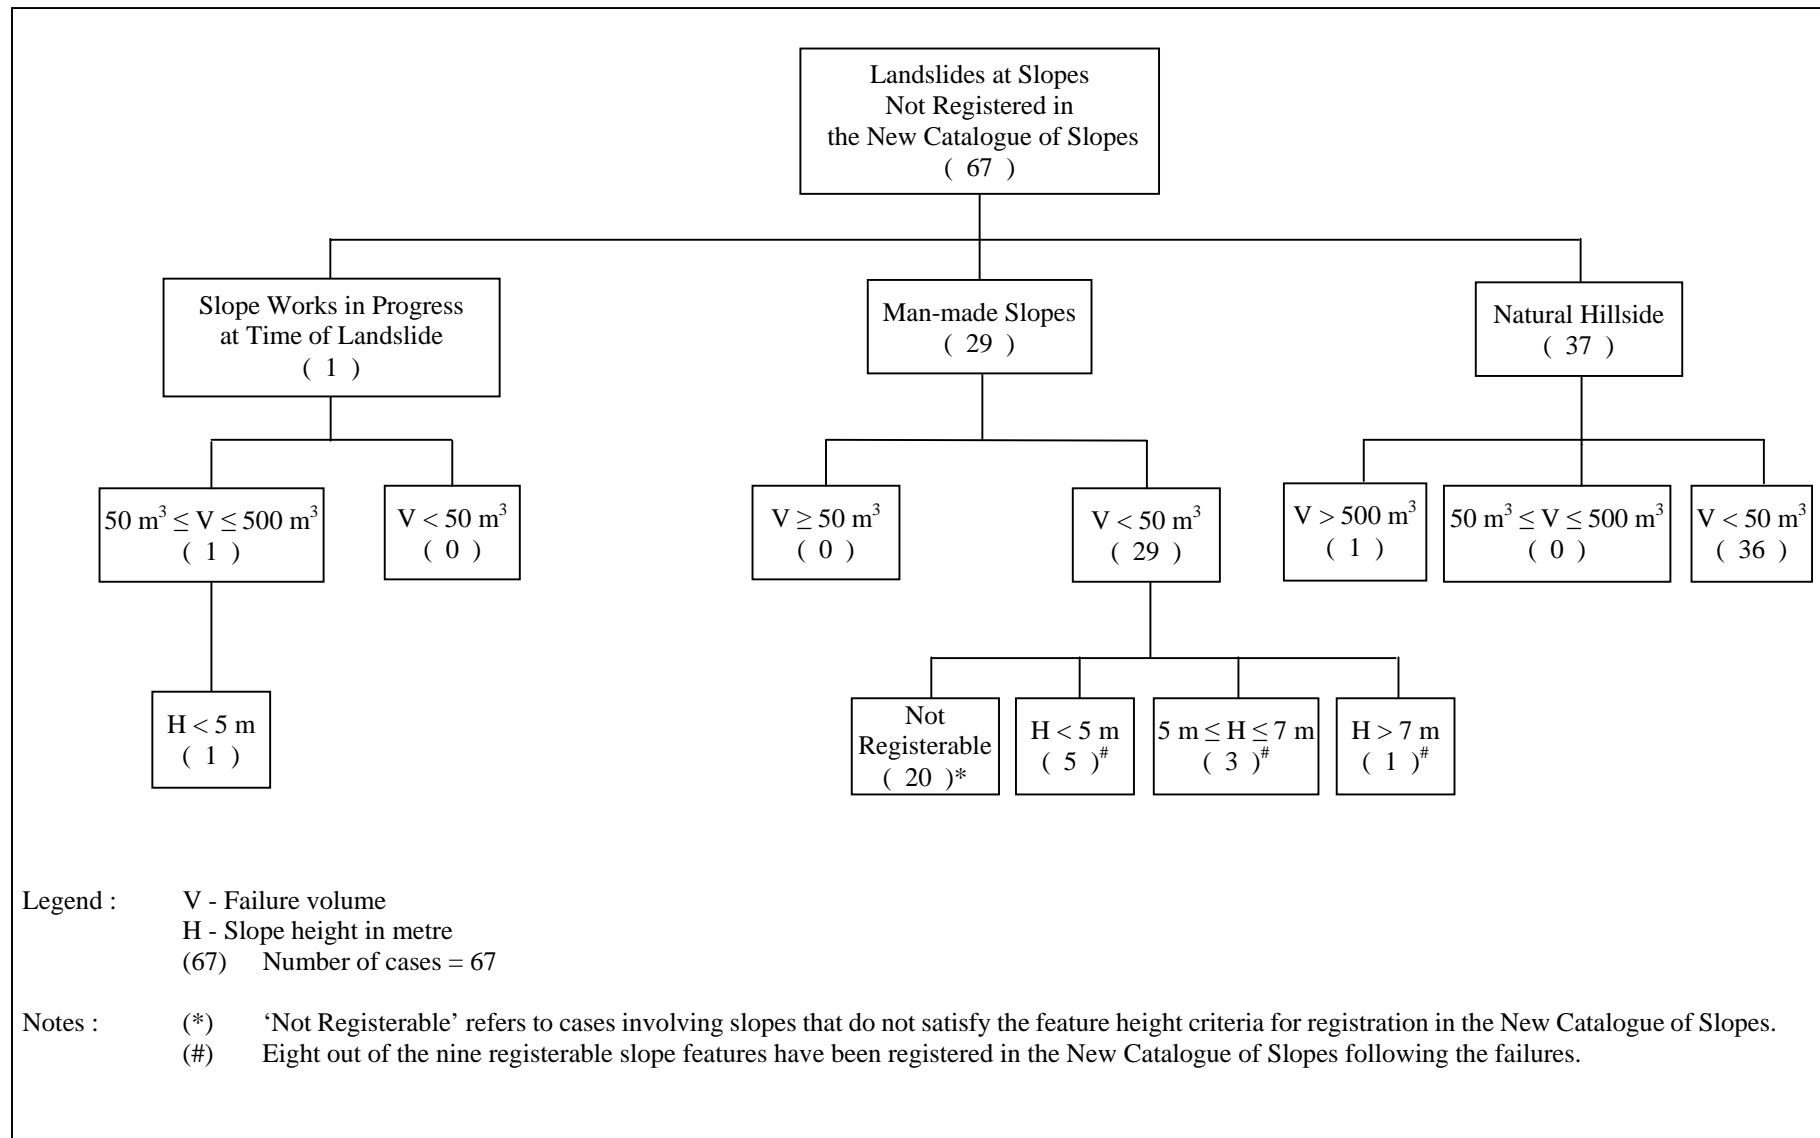 Landslides at Slopes
Not Registered in
the New Catalogue of Slopes
( 67 )
Slope Works in Progress
at Time of Landslide
( 1 )
Man-made Slopes
( 29 )
Natural Hillside
( 37 )
50 m³ ≤ V ≤ 500 m³
( 1 )
V < 50 m³
( 0 )
V ≥ 50 m³
( 0 )
V < 50 m³
( 29 )
V > 500 m³
( 1 )
50 m³ ≤ V ≤ 500 m³
( 0 )
V < 50 m³
( 36 )
H < 5 m
( 1 )
Not
Registerable
( 20 )*
H < 5 m
( 5 )#
5 m ≤ H ≤ 7 m
( 3 )#
H > 7 m
( 1 )#
Legend : V - Failure volume
H - Slope height in metre
(67) Number of cases = 67
Notes : (*) ‘Not Registerable’ refers to cases involving slopes that do not satisfy the feature height criteria for registration in the New Catalogue of Slopes.
(#) Eight out of the nine registerable slope features have been registered in the New Catalogue of Slopes following the failures.